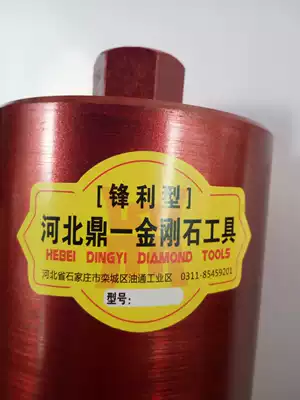 [锋利型]
河北鼎一金刚石工具
HEBEI DINGYI DIAMOND TOOLS
河北省石家庄市栾城区油通工业区 0311-85459201
型号: